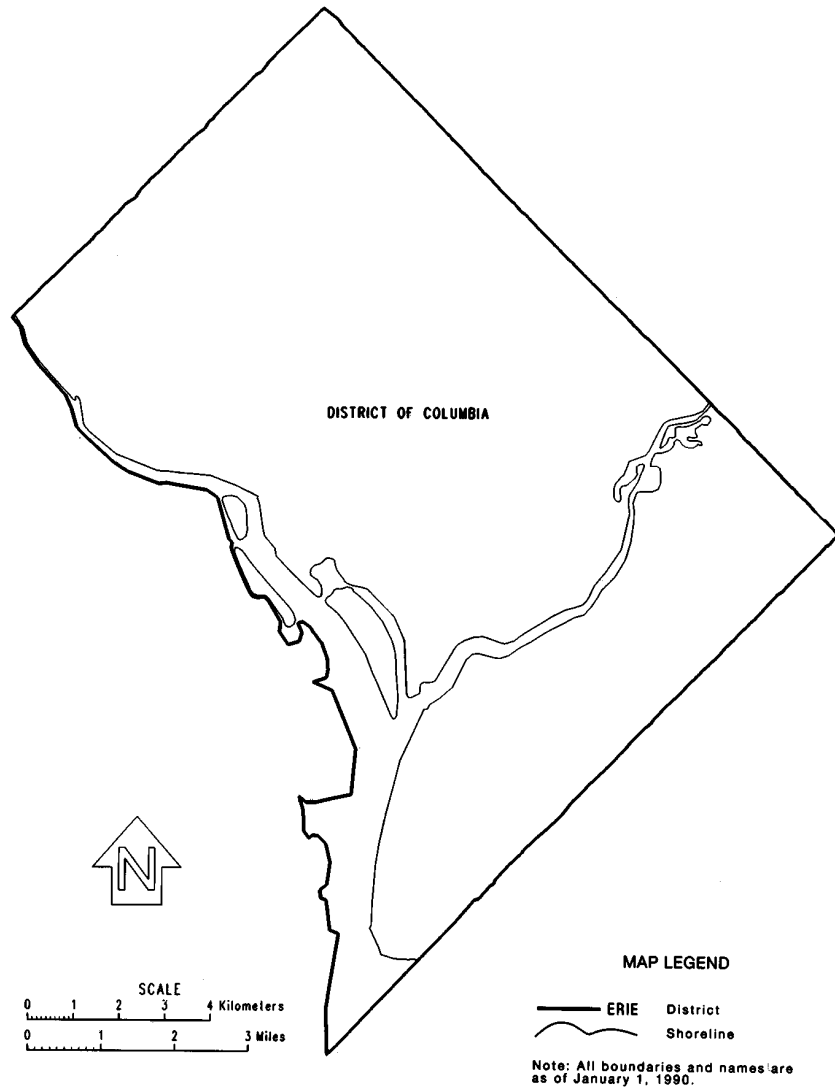 DISTRICT OF COLUMBIA
N
SCALE
0 1 2 3 4 Kilometers
0 1 2 3 Miles
MAP LEGEND
ERIE District
Shoreline
Note: All boundaries and names are
as of January 1, 1990.